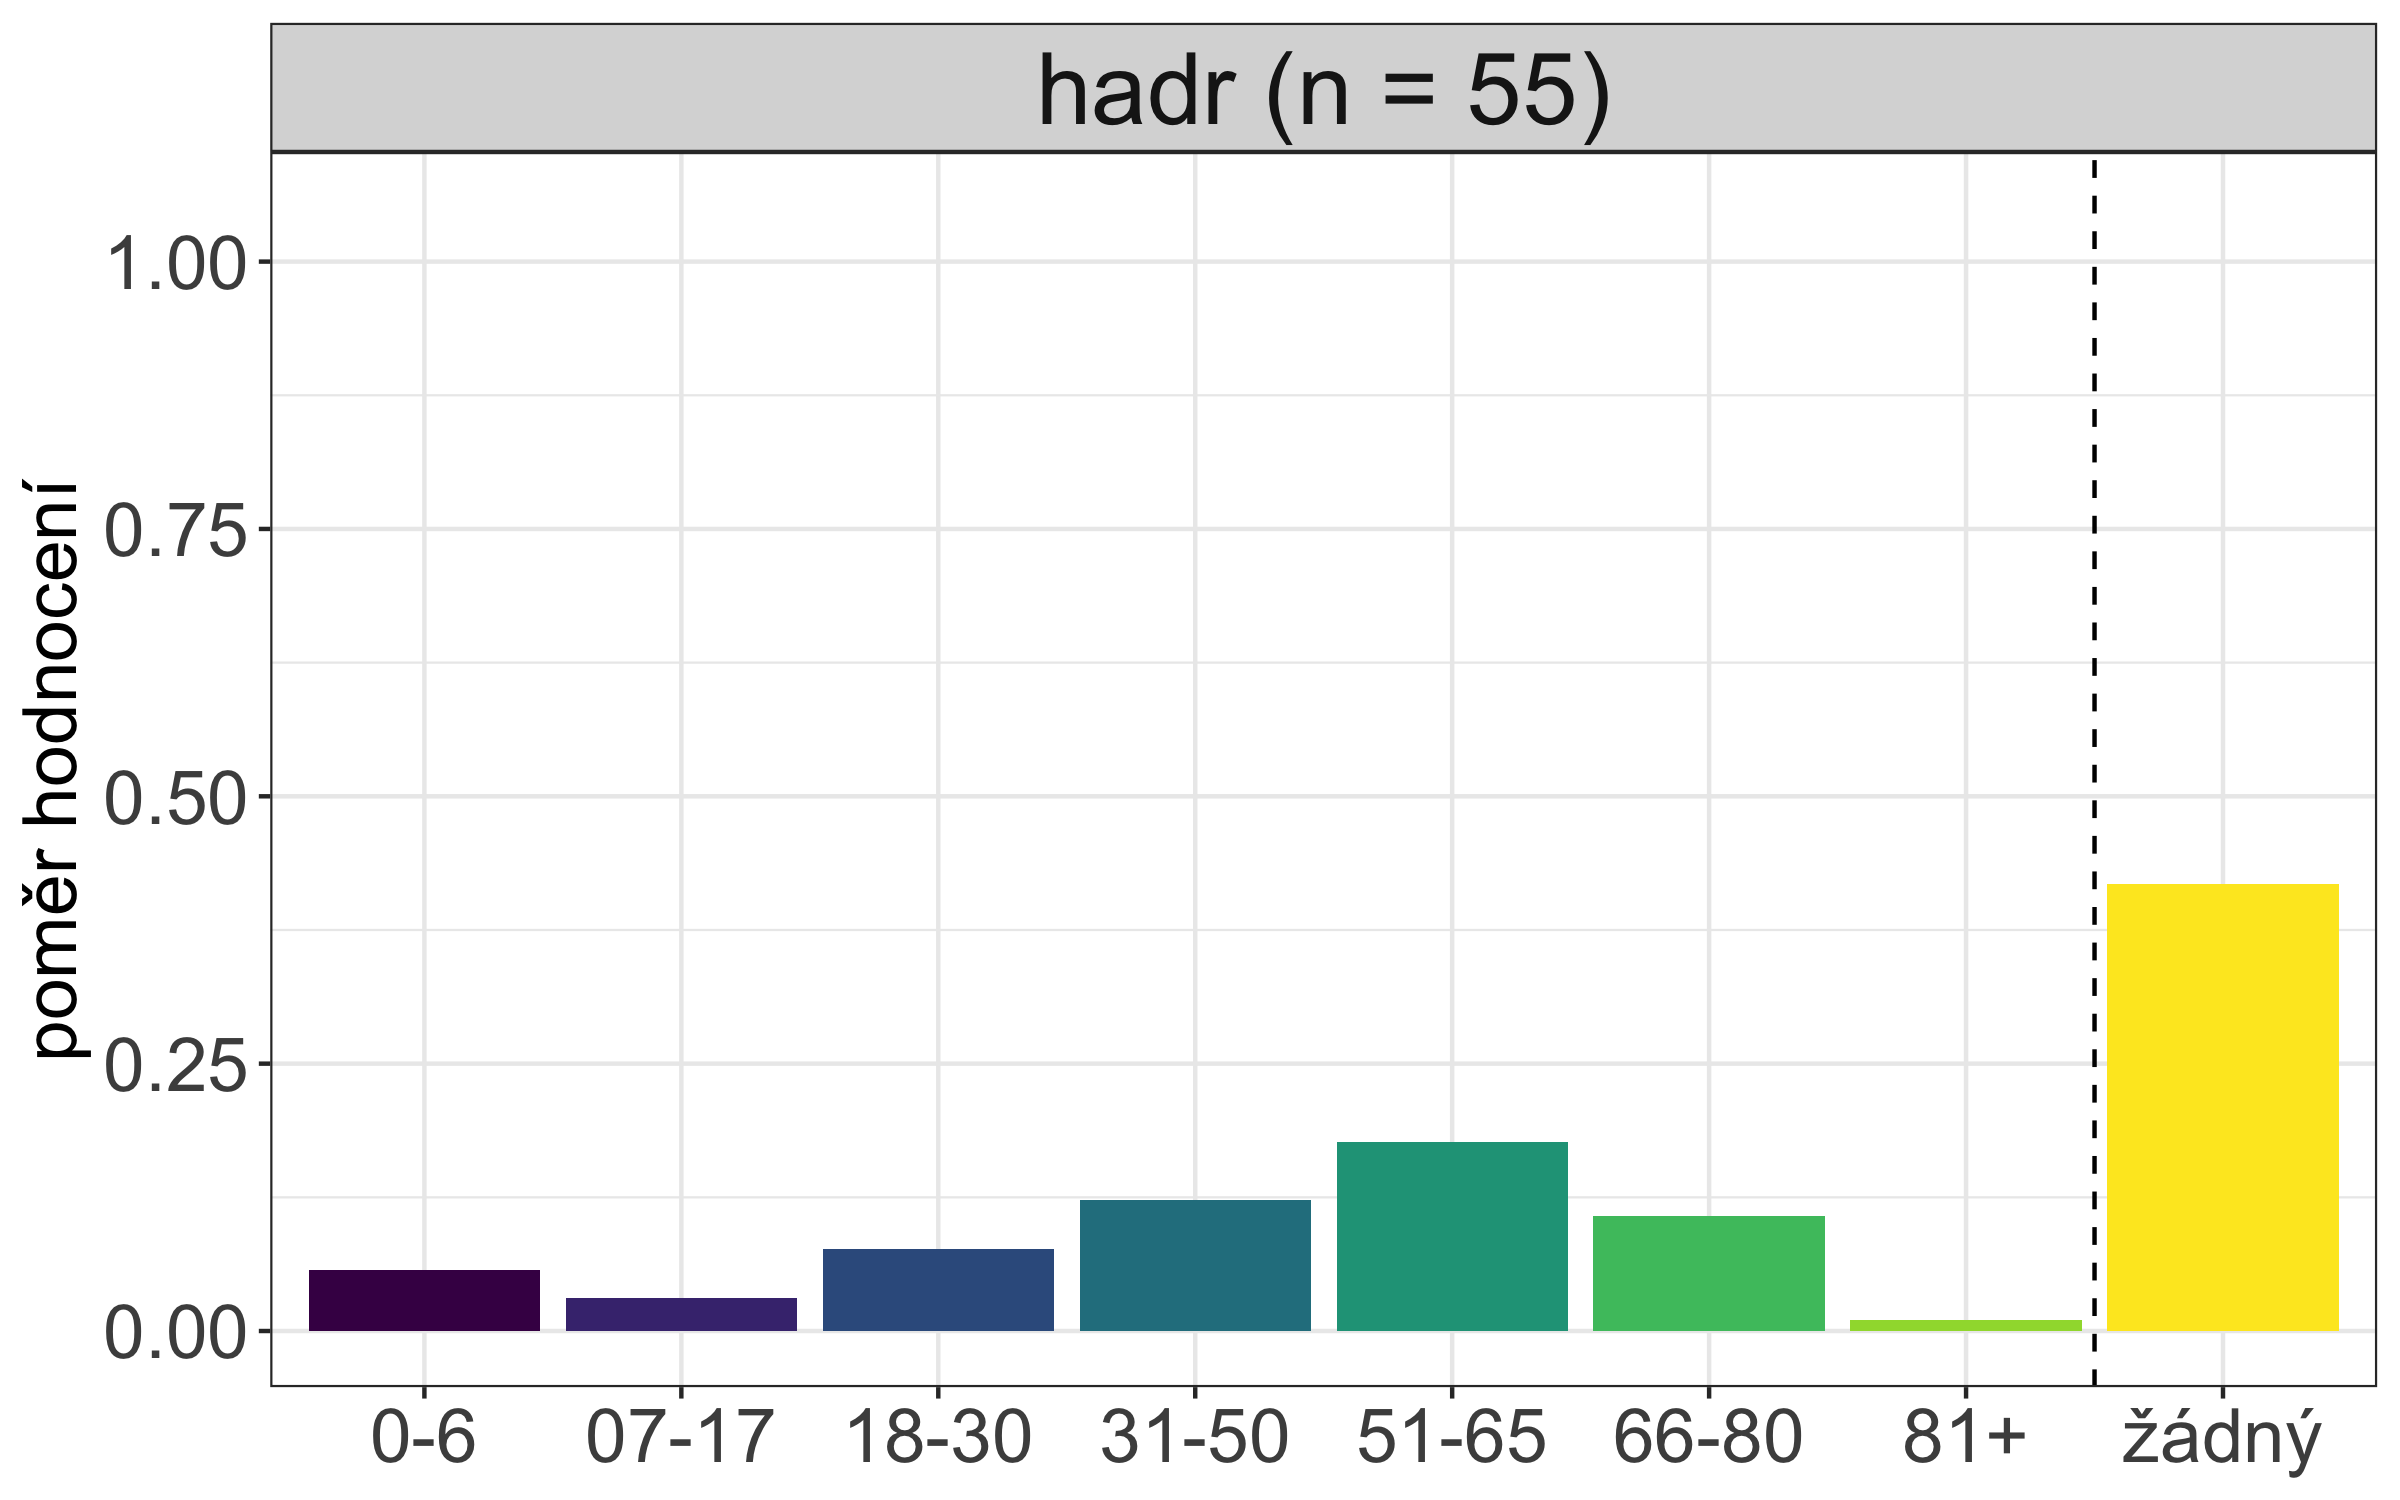 hadr (n = 55)
poměr hodnocení
1.00
0.75
0.50
0.25
0.00
0-6 07-17 18-30 31-50 51-65 66-80 81+ žádný